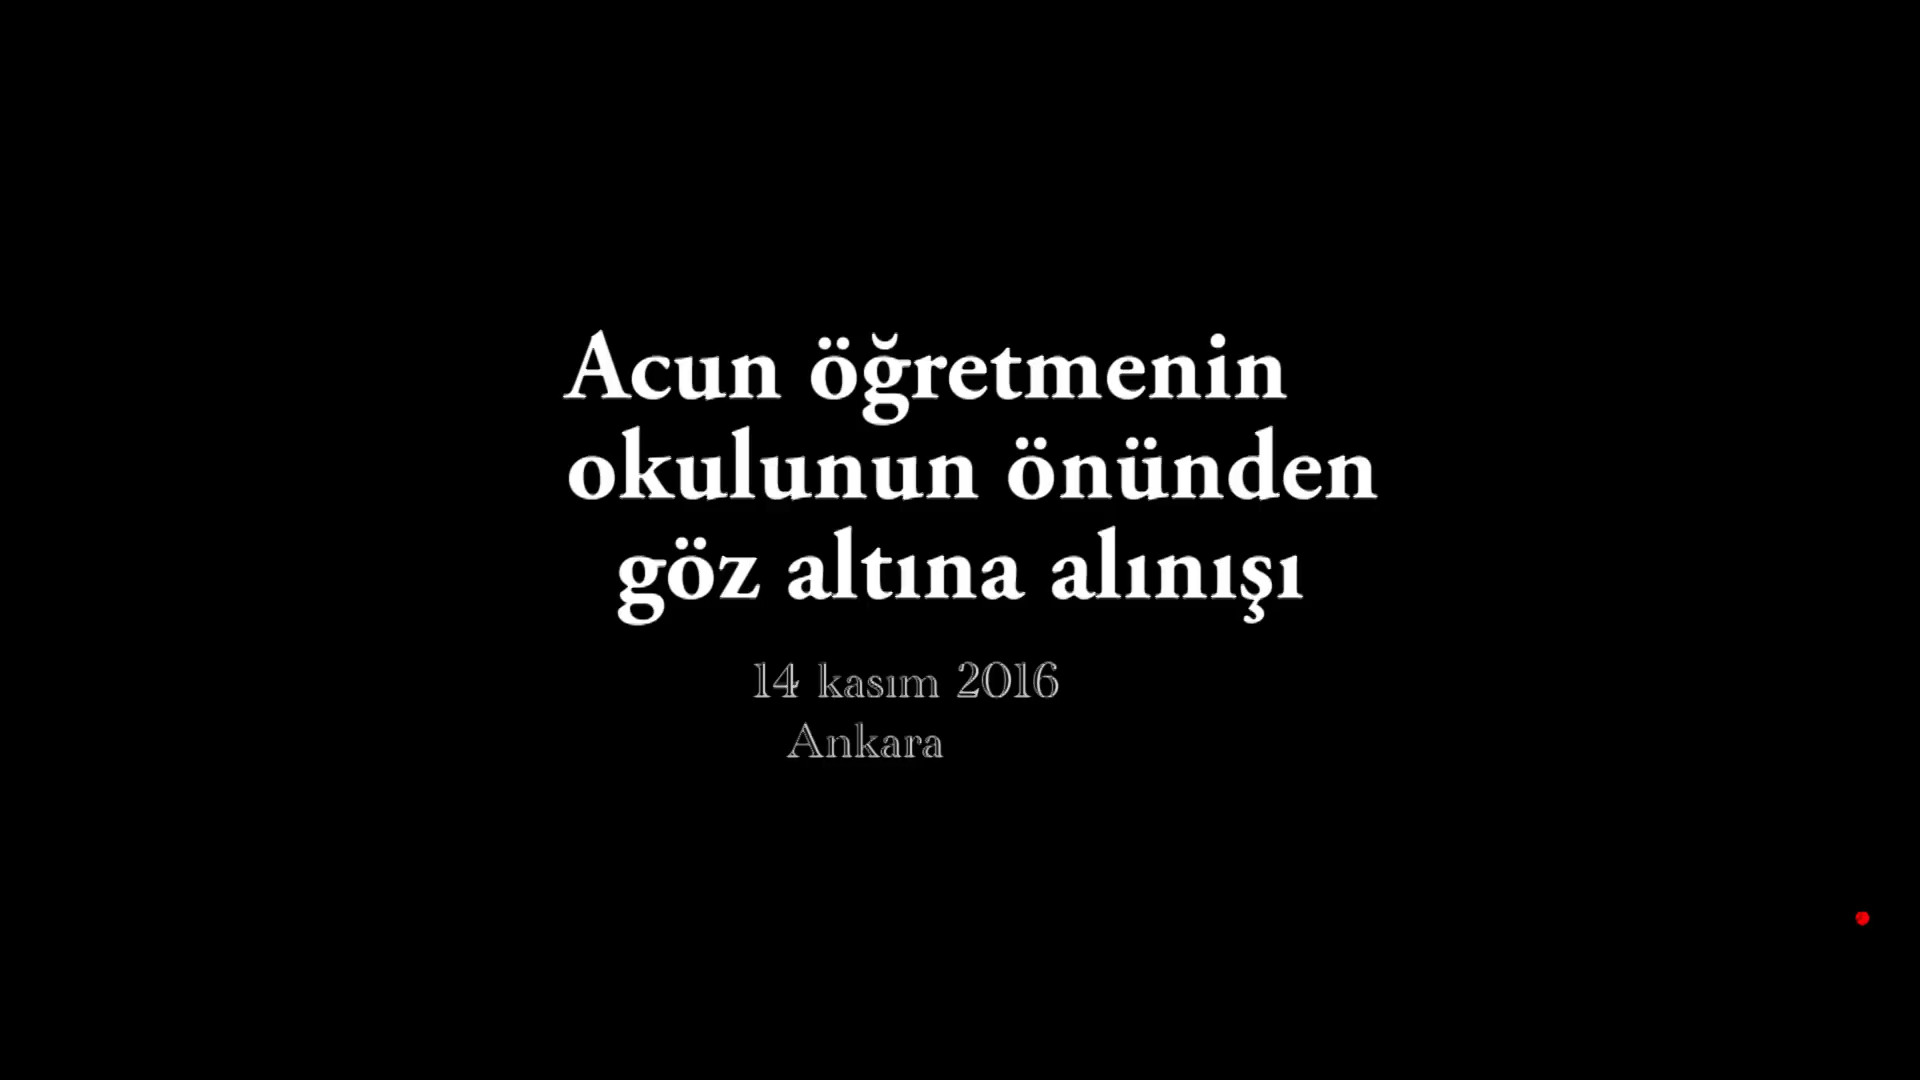 Acun öğretmenin
okulunun önünden
göz altına alınışı
14 kasım 2016
Ankara